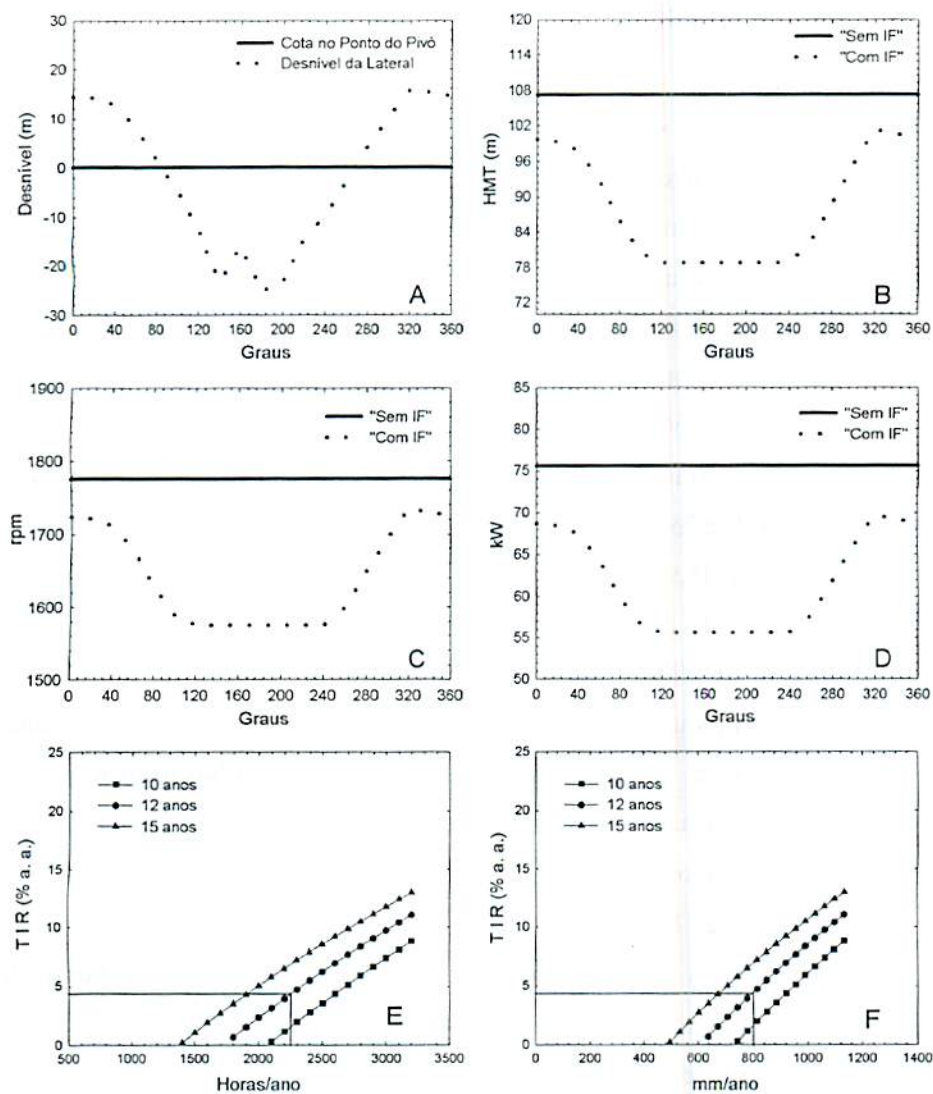 30
20
10
0
-10
-20
-30
Desnível (m)
Cota no Ponto do Pivô
Desnível da Lateral
A
0 40 80 120 160 200 240 280 320 360
Graus
120
114
108
102
96
90
84
78
72
HMT (m)
"Sem IF"
"Com IF"
B
0 40 80 120 160 200 240 280 320 360
Graus
1900
1800
1700
1600
1500
rpm
"Sem IF"
"Com IF"
C
0 40 80 120 160 200 240 280 320 360
Graus
85
80
75
70
65
60
55
50
kW
"Sem IF"
"Com IF"
D
0 40 80 120 160 200 240 280 320 360
Graus
25
20
15
10
5
0
T I R (% a. a.)
10 anos
12 anos
15 anos
E
500 1000 1500 2000 2500 3000 3500
Horas/ano
25
20
15
10
5
0
T I R (% a. a.)
10 anos
12 anos
15 anos
F
0 200 400 600 800 1000 1200 1400
mm/ano